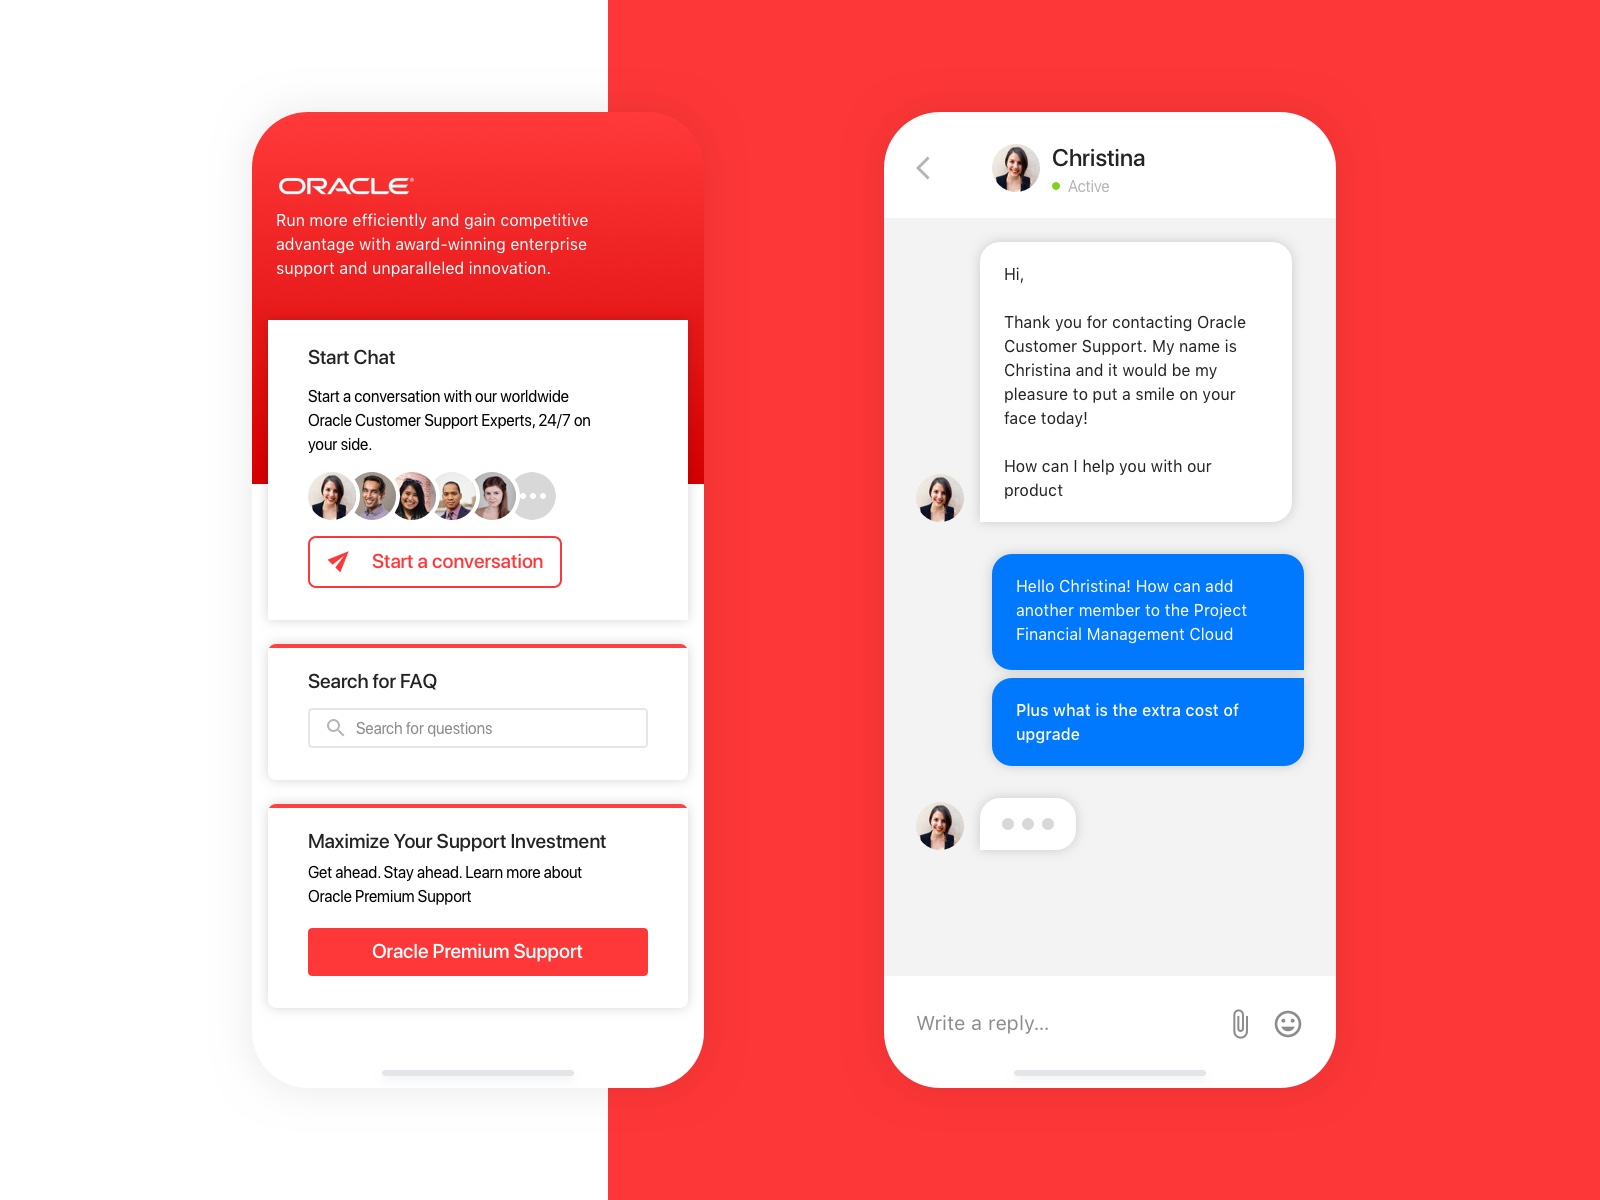 ORACLE®
Run more efficiently and gain competitive
advantage with award-winning enterprise
support and unparalleled innovation.
Start Chat
Start a conversation with our worldwide
Oracle Customer Support Experts, 24/7 on
your side.
Start a conversation
Search for FAQ
Search for questions
Maximize Your Support Investment
Get ahead. Stay ahead. Learn more about
Oracle Premium Support
Oracle Premium Support
Christina
Active
Hi,
Thank you for contacting Oracle
Customer Support. My name is
Christina and it would be my
pleasure to put a smile on your
face today!
How can I help you with our
product
Hello Christina! How can add
another member to the Project
Financial Management Cloud
Plus what is the extra cost of
upgrade
Write a reply...